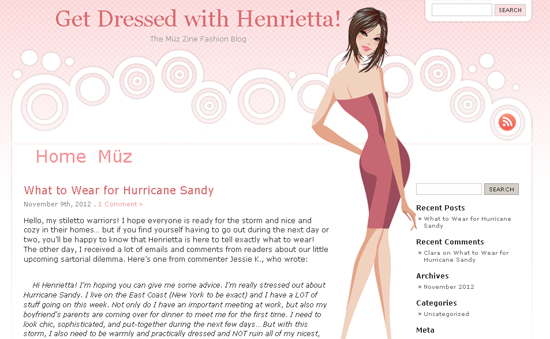 Get Dressed with Henrietta!
The Müz Zine Fashion Blog
SEARCH
Home Müz
What to Wear for Hurricane Sandy
November 9th, 2012 . 1 Comment »
Hello, my stiletto warriors! I hope everyone is ready for the storm and nice and
cozy in their homes... but if you find yourself having to go out during the next day or
two, you'll be happy to know that Henrietta is here to tell exactly what to wear!
The other day, I received a lot of emails and comments from readers about our little
upcoming sartorial dilemma. Here's one from commenter Jessie K., who wrote:
Hi Henrietta! I'm hoping you can give me some advice. I'm really stressed out about
Hurricane Sandy. I live on the East Coast (New York to be exact) and I have a LOT of
stuff going on this week. Not only do I have an important meeting at work, but also my
boyfriend's parents are coming over for dinner to meet me for the first time. I need to
look chic, sophisticated, and put-together during the next few days... But with this
storm, I also need to be warmly and practically dressed and NOT ruin all of my nicest,
SEARCH
Recent Posts
» What to Wear for Hurricane
Sandy
Recent Comments
» Clara on What to Wear for
Hurricane Sandy
Archives
» November 2012
Categories
» Uncategorized
Meta